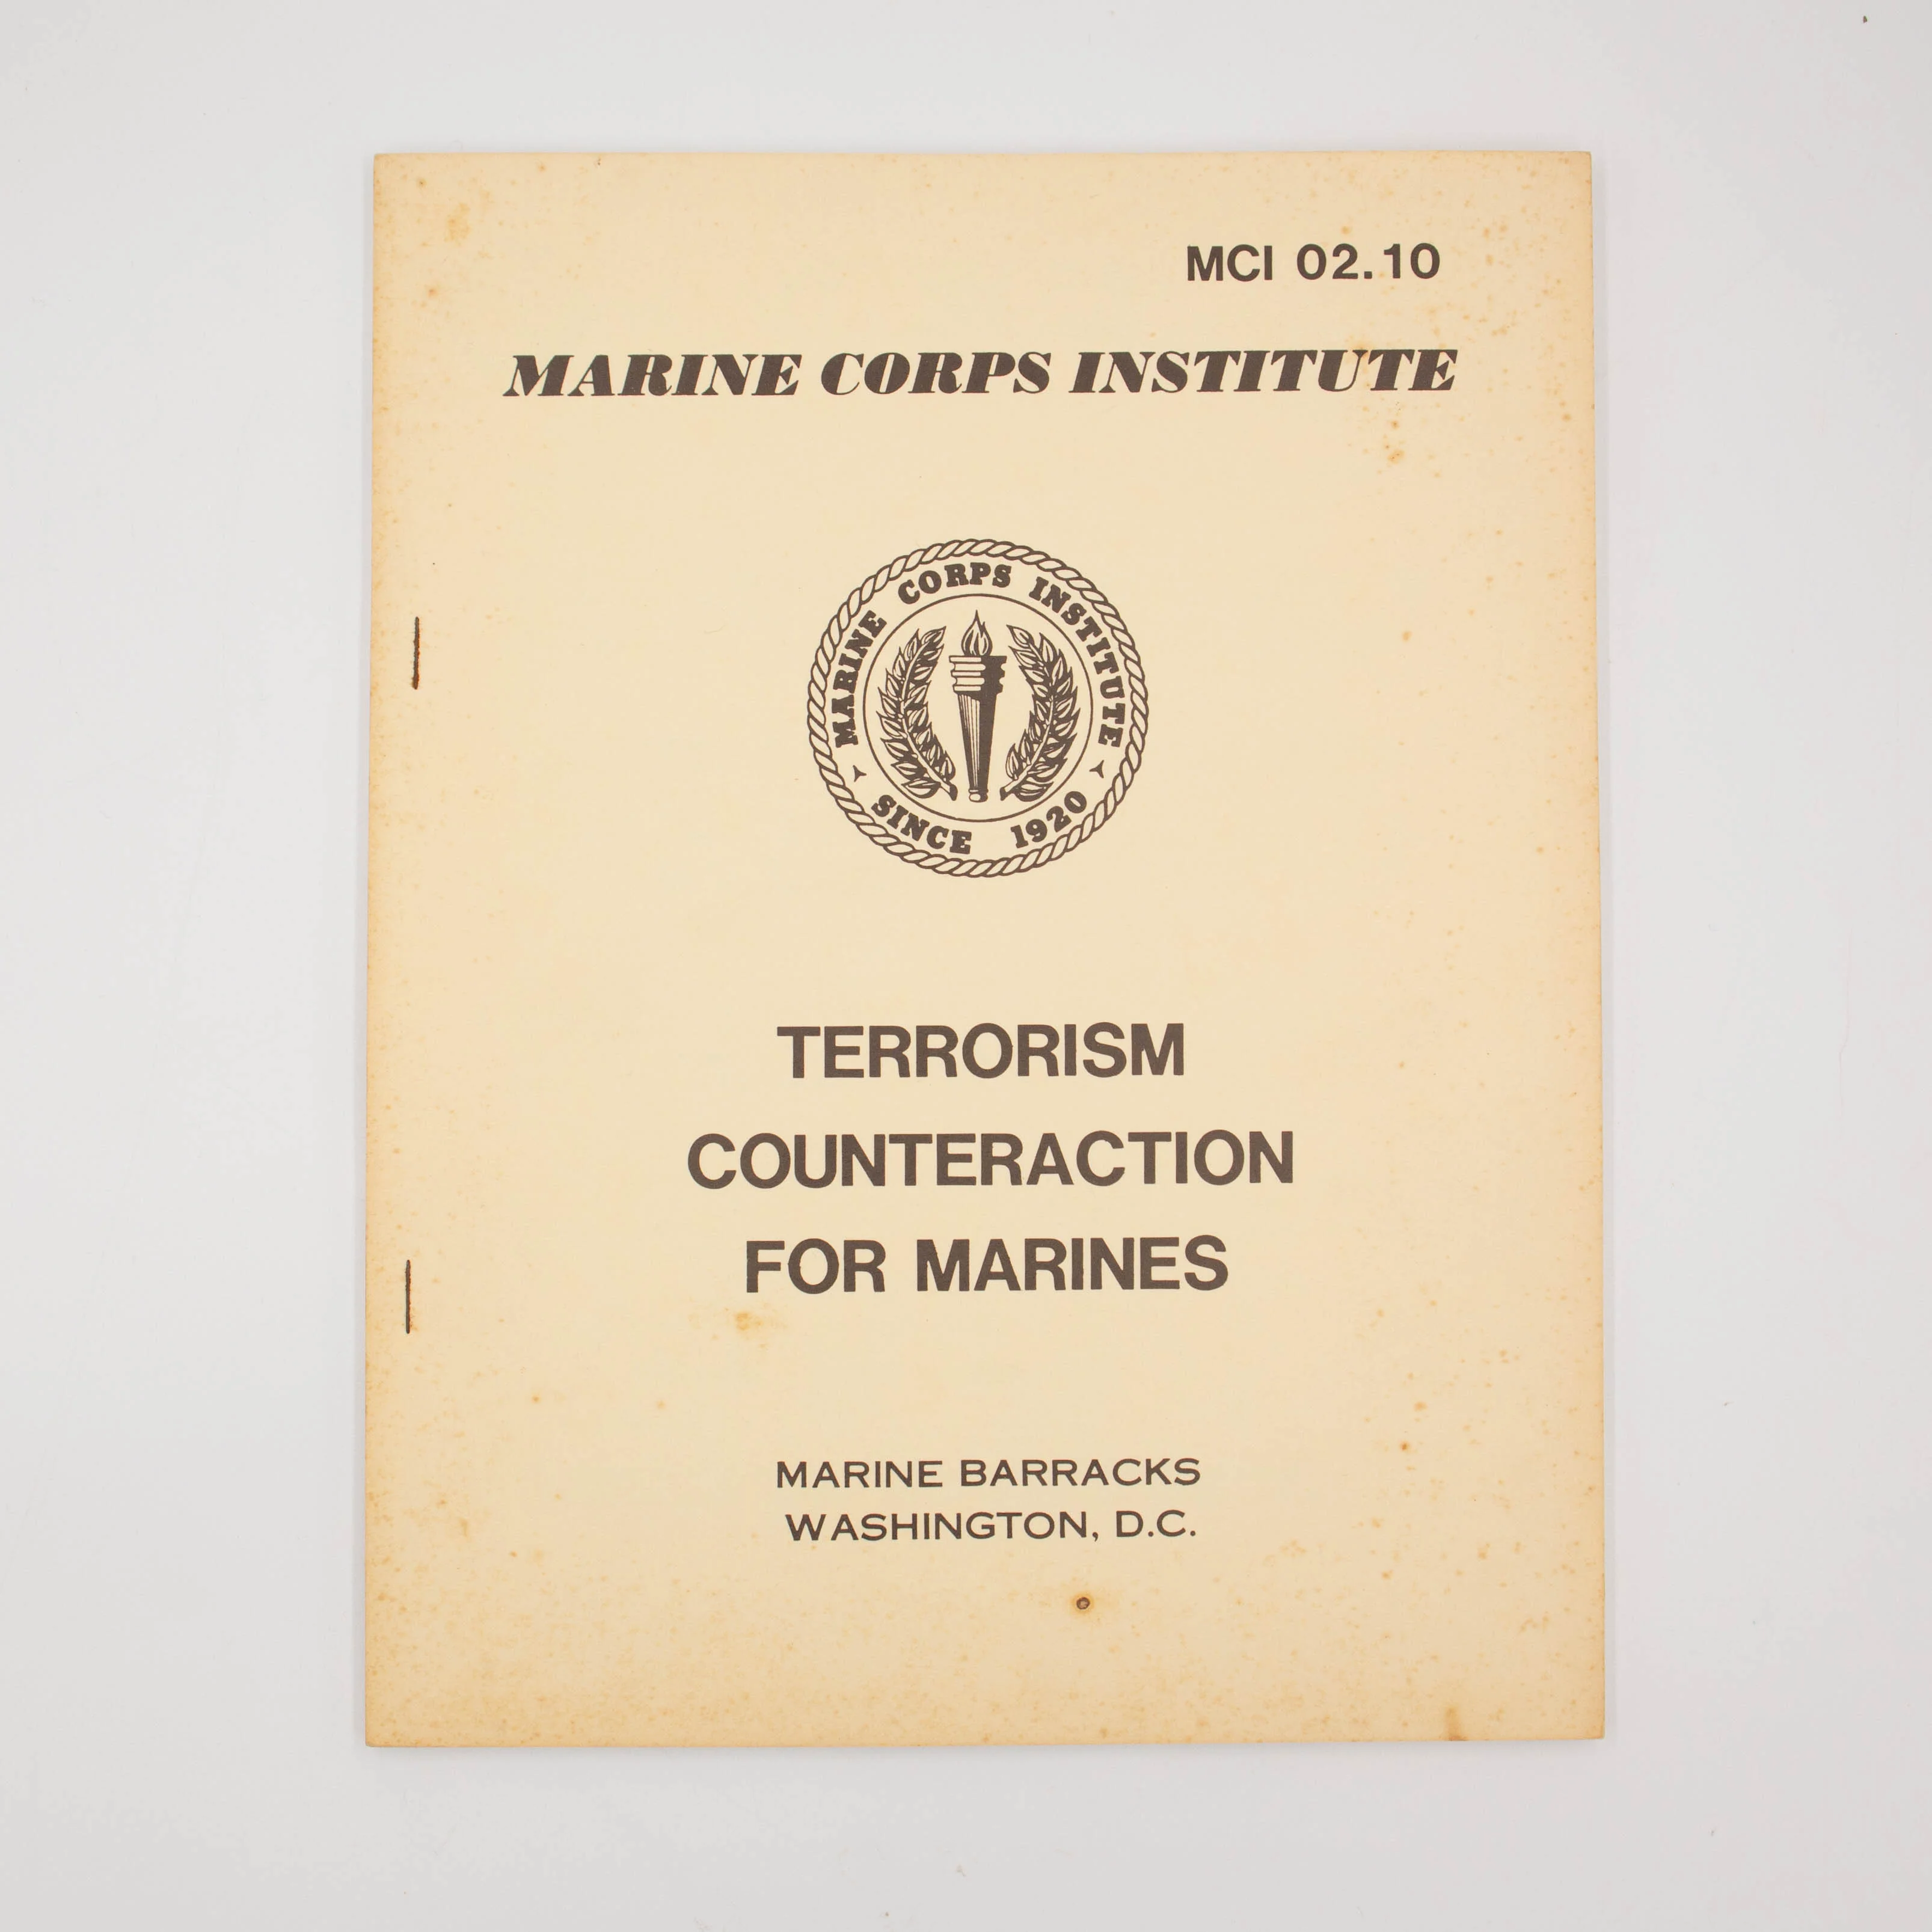 MCI 02.10
MARINE CORPS INSTITUTE
MARINE CORPS INSTITUTE
SINCE 1920
TERRORISM
COUNTERACTION
FOR MARINES
MARINE BARRACKS
WASHINGTON, D.C.